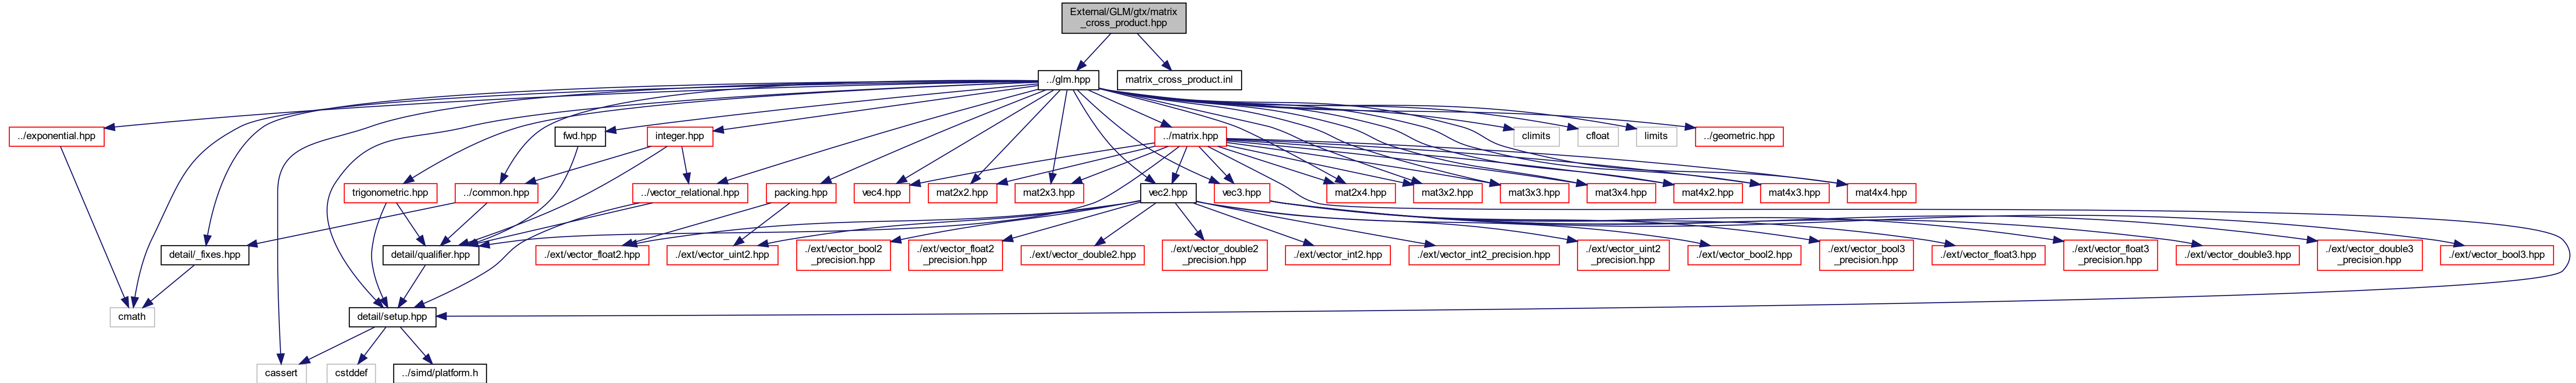 External/GLM/gtx/matrix
_cross_product.hpp
../glm.hpp
matrix_cross_product.inl
../exponential.hpp
fwd.hpp
integer.hpp
../matrix.hpp
climits
cfloat
limits
../geometric.hpp
trigonometric.hpp
../common.hpp
../vector_relational.hpp
packing.hpp
vec4.hpp
mat2x2.hpp
mat2x3.hpp
vec2.hpp
vec3.hpp
mat2x4.hpp
mat3x2.hpp
mat3x3.hpp
mat3x4.hpp
mat4x2.hpp
mat4x3.hpp
mat4x4.hpp
detail/_fixes.hpp
detail/qualifier.hpp
./ext/vector_float2.hpp
./ext/vector_uint2.hpp
./ext/vector_bool2
_precision.hpp
./ext/vector_float2
_precision.hpp
./ext/vector_double2.hpp
./ext/vector_double2
_precision.hpp
./ext/vector_int2.hpp
./ext/vector_int2_precision.hpp
./ext/vector_uint2
_precision.hpp
./ext/vector_bool2.hpp
./ext/vector_bool3
_precision.hpp
./ext/vector_float3.hpp
./ext/vector_float3
_precision.hpp
./ext/vector_double3.hpp
./ext/vector_double3
_precision.hpp
./ext/vector_bool3.hpp
cmath
detail/setup.hpp
cassert
cstddef
../simd/platform.h